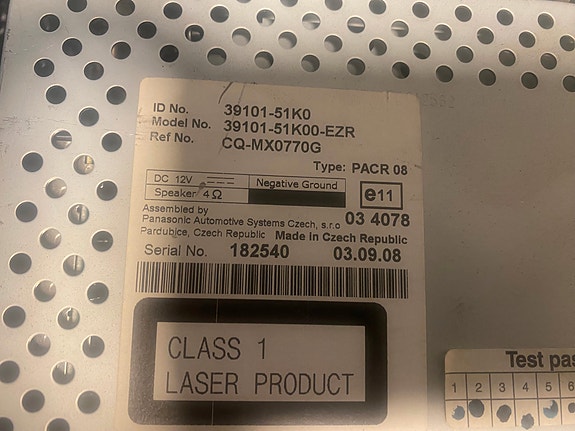 ID No. 39101-51K0
Model No. 39101-51K00-EZR
Ref No. CQ-MX0770G
Type: PACR 08
DC 12V Negative Ground
Speaker 4Ω
e11
03 4078
Assembled by
Panasonic Automotive Systems Czech, s.r.o
Pardubice, Czech Republic Made in Czech Republic
Serial No. 182540 03.09.08
CLASS 1
LASER PRODUCT
Test pas
1 2 3 4 5 6